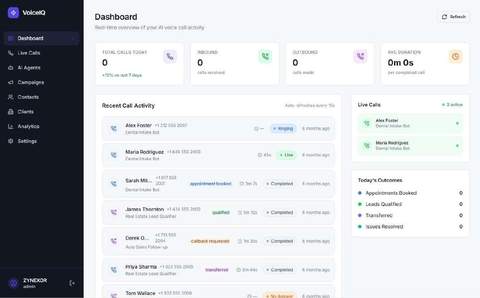 VoiceIQ
Dashboard
Live Calls
AI Agents
Campaigns
Contacts
Clients
Analytics
Settings
ZYNEXOR
admin
Dashboard
Real-time overview of your AI voice call activity
Refresh
TOTAL CALLS TODAY
0
+12% vs last 7 days
INBOUND
0
calls received
OUTBOUND
0
calls made
AVG DURATION
0m 0s
per completed call
Recent Call Activity
Auto-refreshes every 15s
Alex Foster
Dental Intake Bot
Ringing
6 months ago
Maria Rodriguez
Dental Intake Bot
Live
6 months ago
Sarah Mit...
Dental Intake Bot
appointment booked
Completed
6 months ago
James Thornton
Real Estate Lead Qualifier
qualified
Completed
6 months ago
Derek O...
Auto Sales Follow-up
callback requested
Completed
6 months ago
Priya Sharma
Real Estate Lead Qualifier
transferred
Completed
6 months ago
Tom Wallace
No Answer
6 months ago
Live Calls
2 active
Alex Foster
Dental Intake Bot
Maria Rodriguez
Dental Intake Bot
Today's Outcomes
Appointments Booked 0
Leads Qualified 0
Transferred 0
Issues Resolved 0